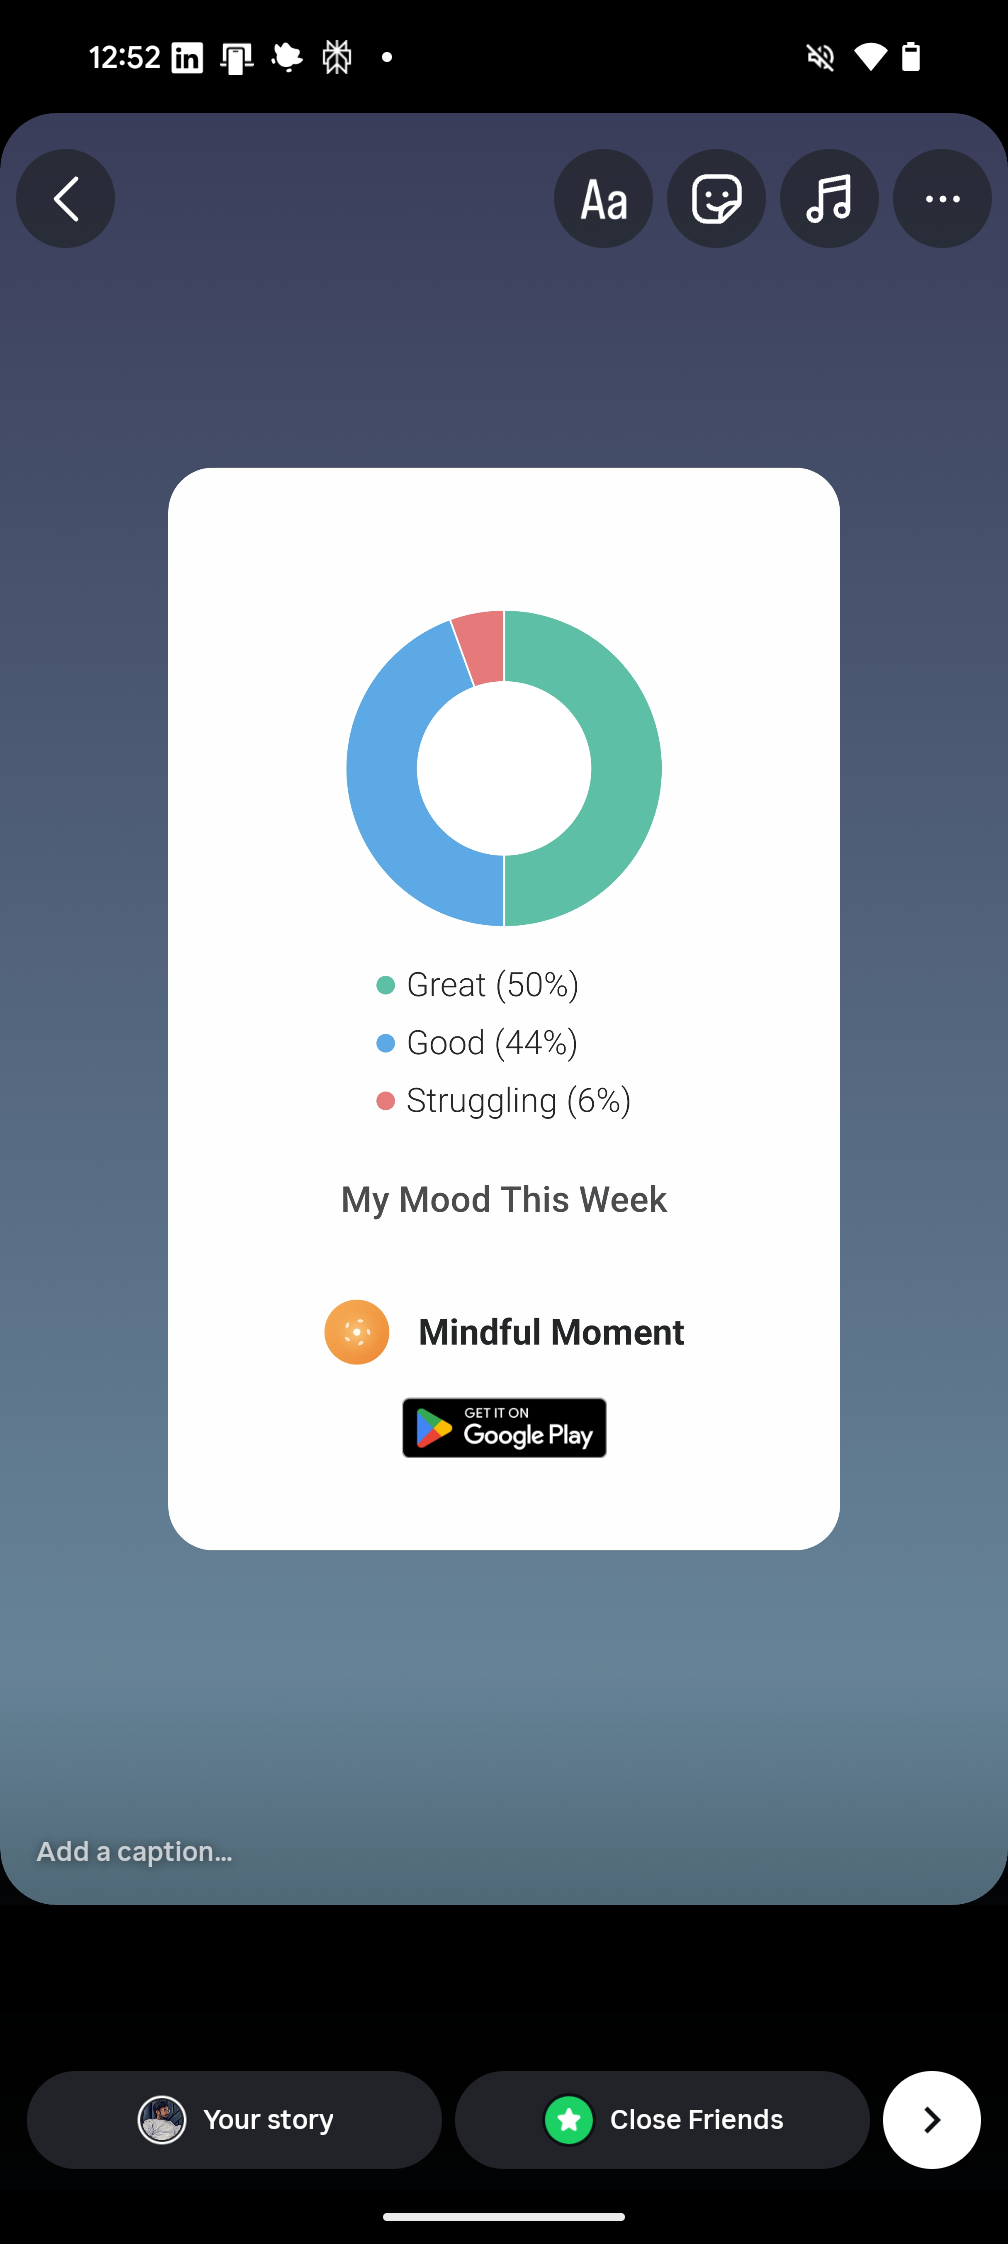 12:52
Aa
Great (50%)
Good (44%)
Struggling (6%)
My Mood This Week
Mindful Moment
GET IT ON
Google Play
Add a caption...
Your story
Close Friends